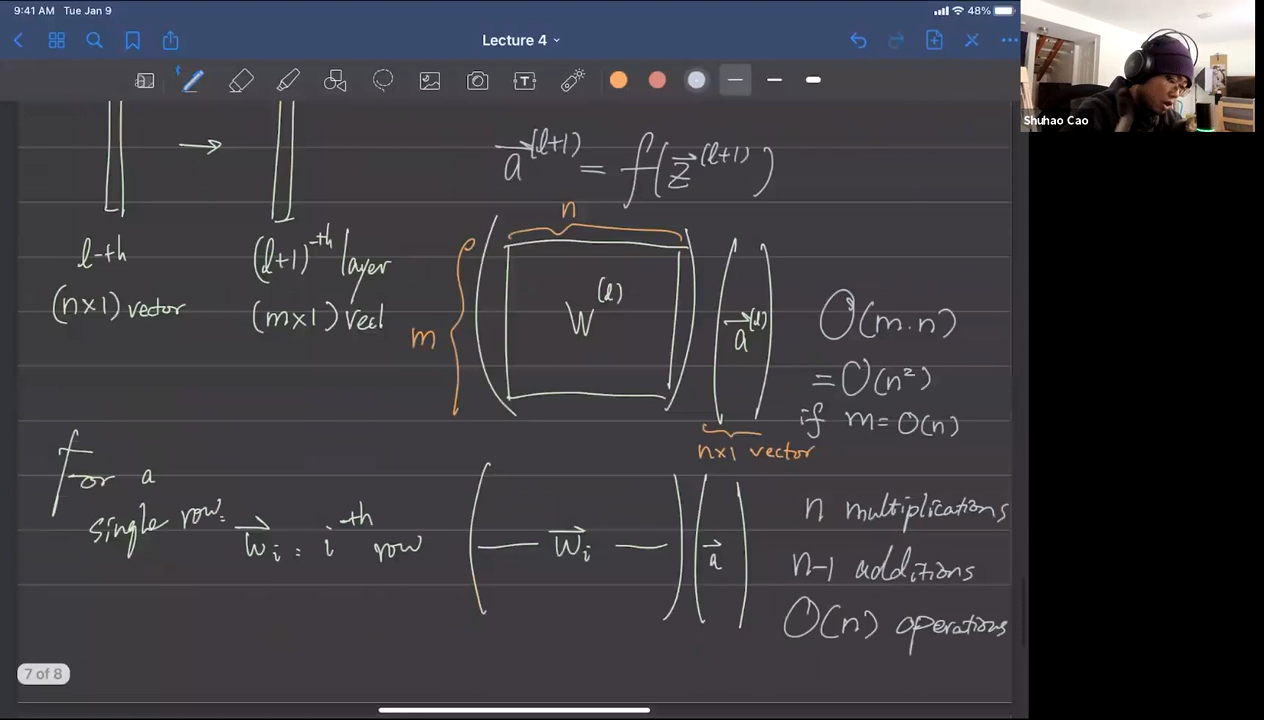 9:41 AM Tue Jan 9
48%
Lecture 4
Shuhao Cao
a^(l+1) = f(z^(l+1))
l-th
(n×1) vector
(l+1)-th layer
(m×1) vect
n
m
W^(l)
a^(l)
n×1 vector
O(m·n)
= O(n²)
if m = O(n)
for a
single row:
w_i : i-th row
w_i
a
n multiplications
n-1 additions
O(n) operations
7 of 8